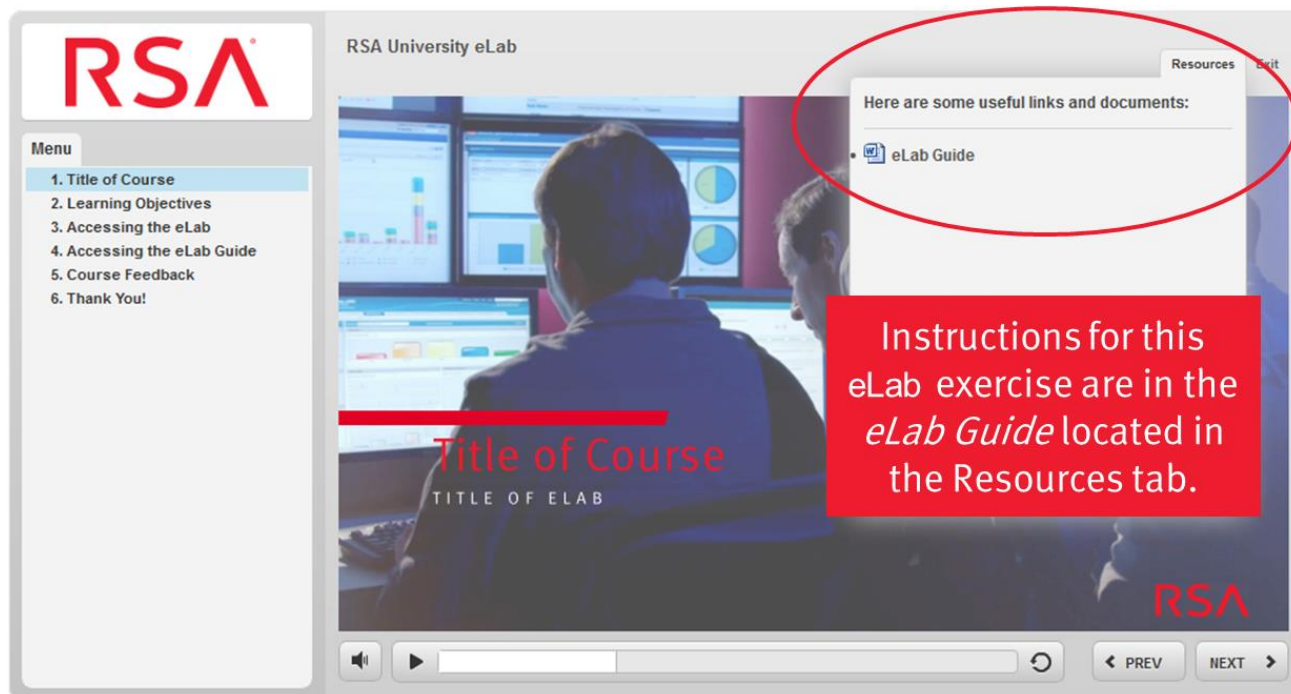 RSA
RSA University eLab
Resources
Exit
Here are some useful links and documents:
eLab Guide
Menu
1. Title of Course
2. Learning Objectives
3. Accessing the eLab
4. Accessing the eLab Guide
5. Course Feedback
6. Thank You!
Instructions for this
eLab exercise are in the
eLab Guide located in
the Resources tab.
Title of Course
TITLE OF ELAB
RSA
PREV
NEXT